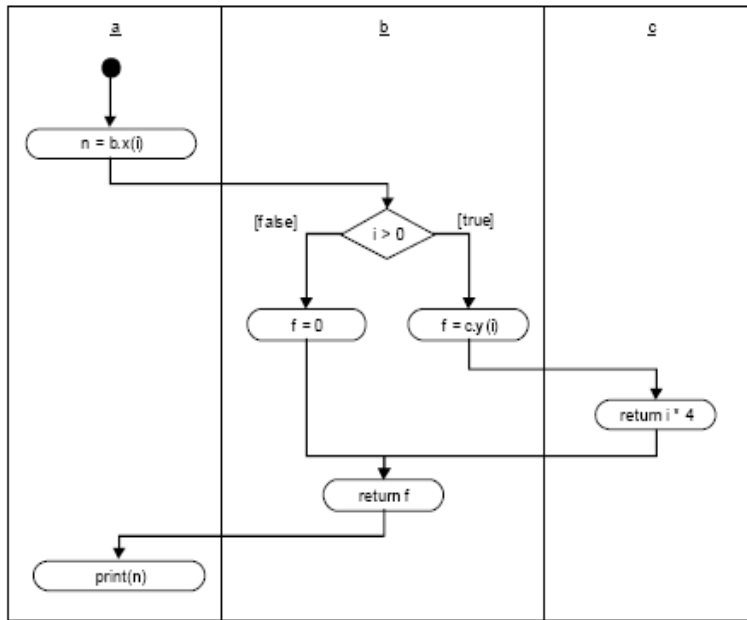 a
b
c
n = b.x(i)
[false]
[true]
i > 0
f = 0
f = c.y(i)
return i * 4
return f
print(n)